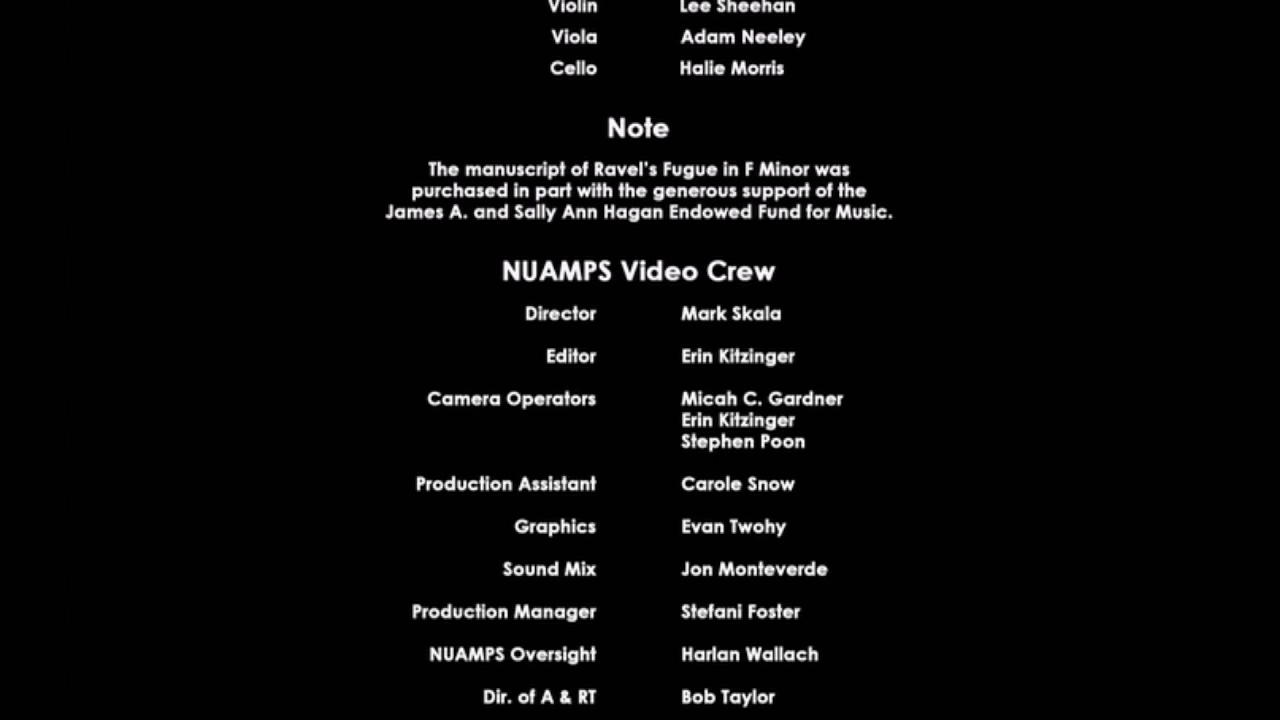 Violin Lee Sheehan
Viola Adam Neeley
Cello Halie Morris
Note
The manuscript of Ravel's Fugue in F Minor was
purchased in part with the generous support of the
James A. and Sally Ann Hagan Endowed Fund for Music.
NUAMPS Video Crew
Director Mark Skala
Editor Erin Kitzinger
Camera Operators Micah C. Gardner
Erin Kitzinger
Stephen Poon
Production Assistant Carole Snow
Graphics Evan Twohy
Sound Mix Jon Monteverde
Production Manager Stefani Foster
NUAMPS Oversight Harlan Wallach
Dir. of A & RT Bob Taylor